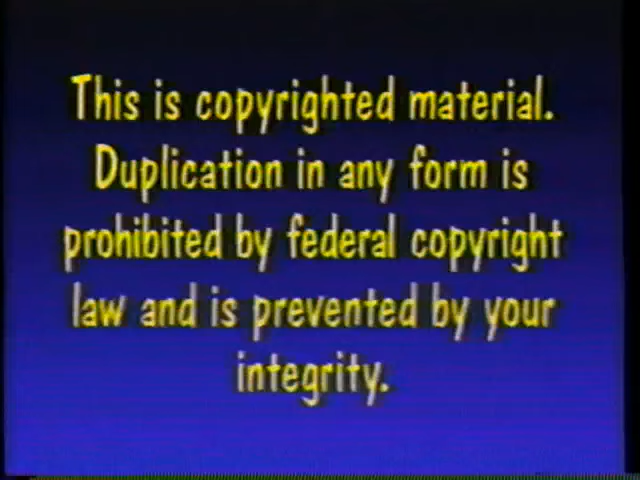 This is copyrighted material.
Duplication in any form is
prohibited by federal copyright
law and is prevented by your
integrity.